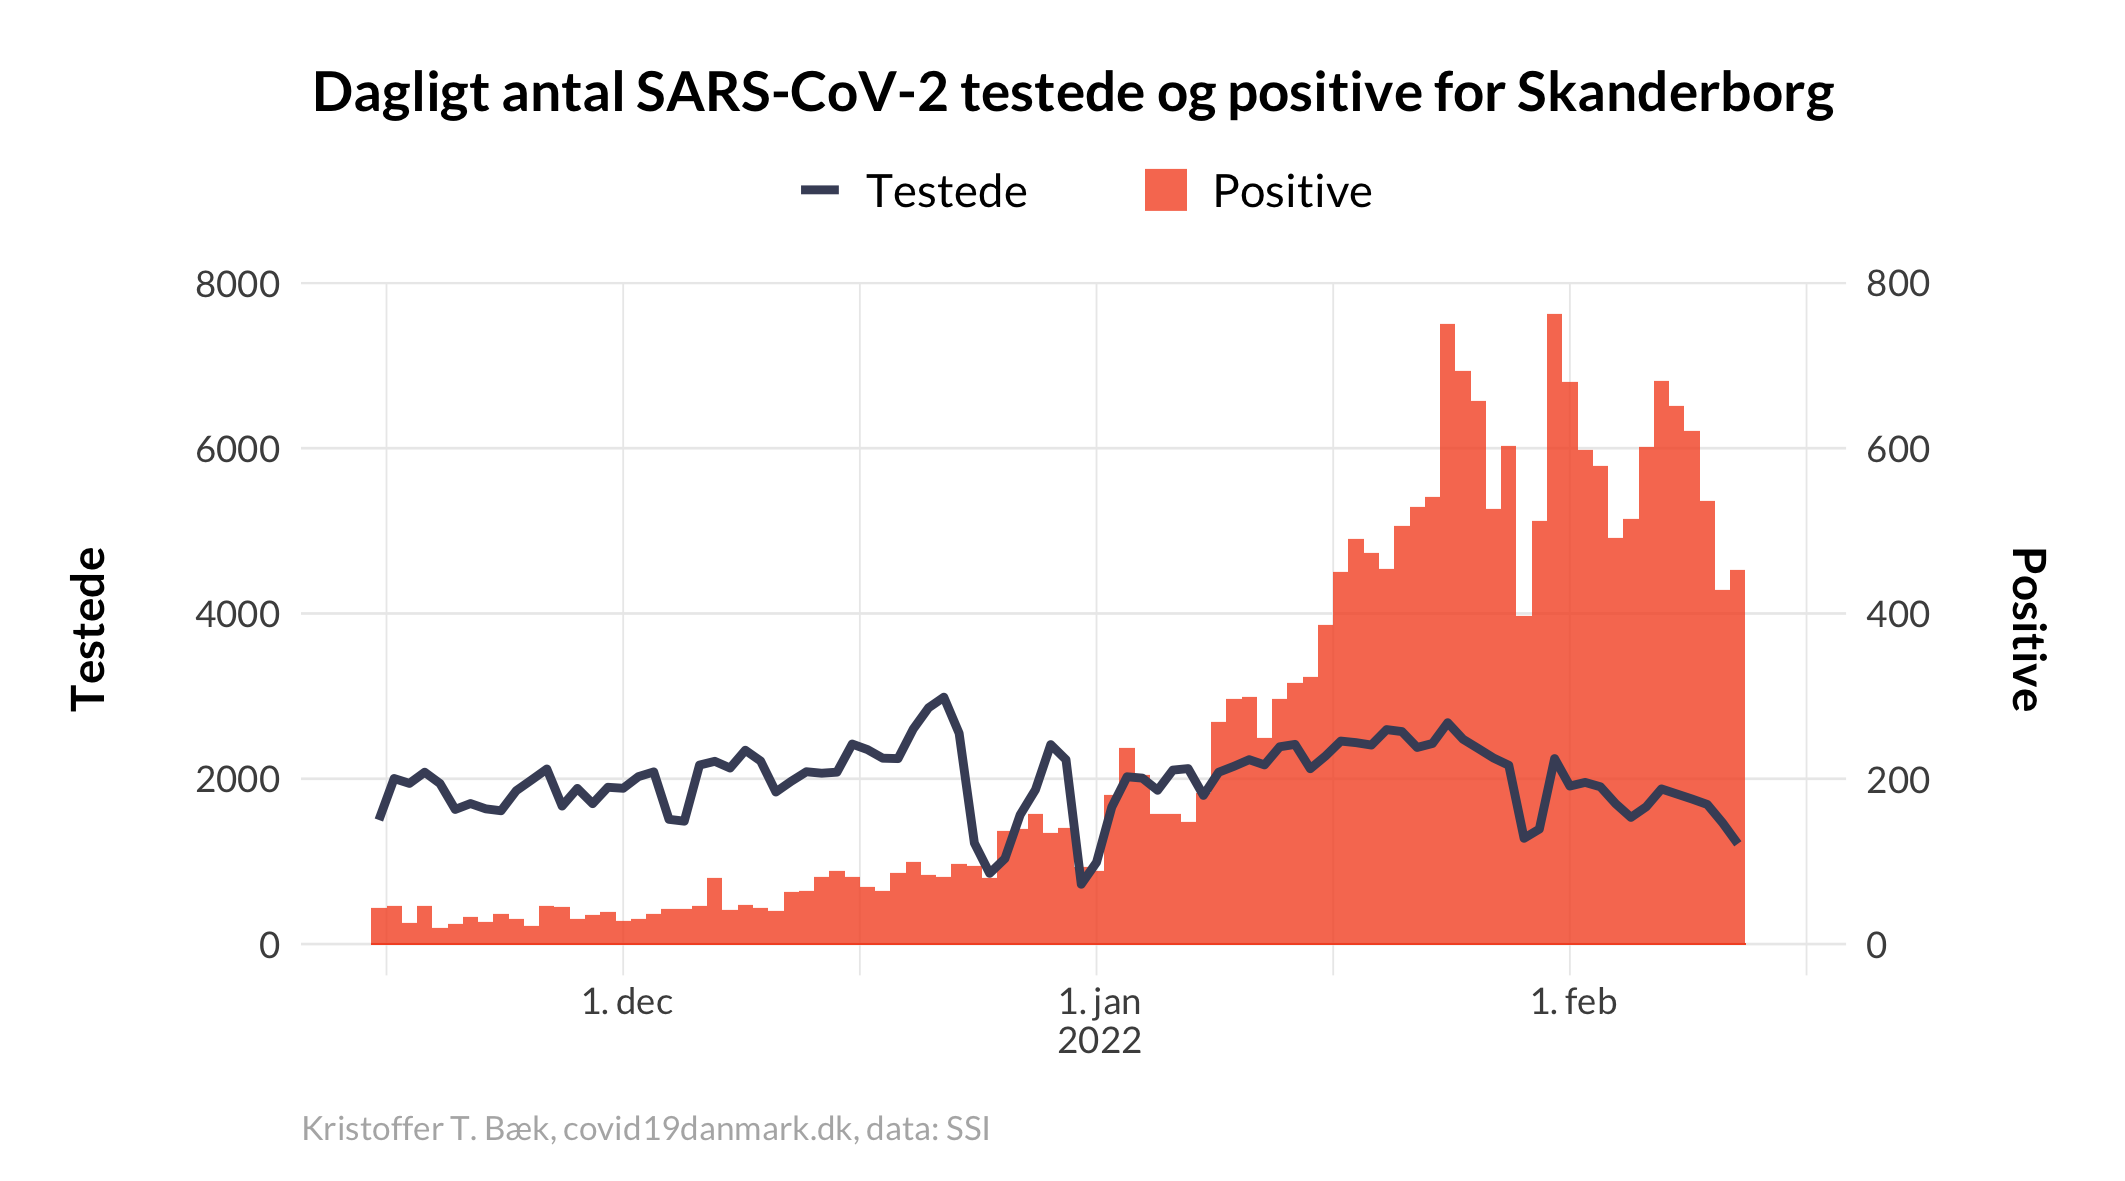 Dagligt antal SARS-CoV-2 testede og positive for Skanderborg
Testede
Positive
8000
6000
4000
2000
0
Testede
800
600
400
200
0
Positive
1. dec
1. jan
2022
1. feb
Kristoffer T. Bæk, covid19danmark.dk, data: SSI